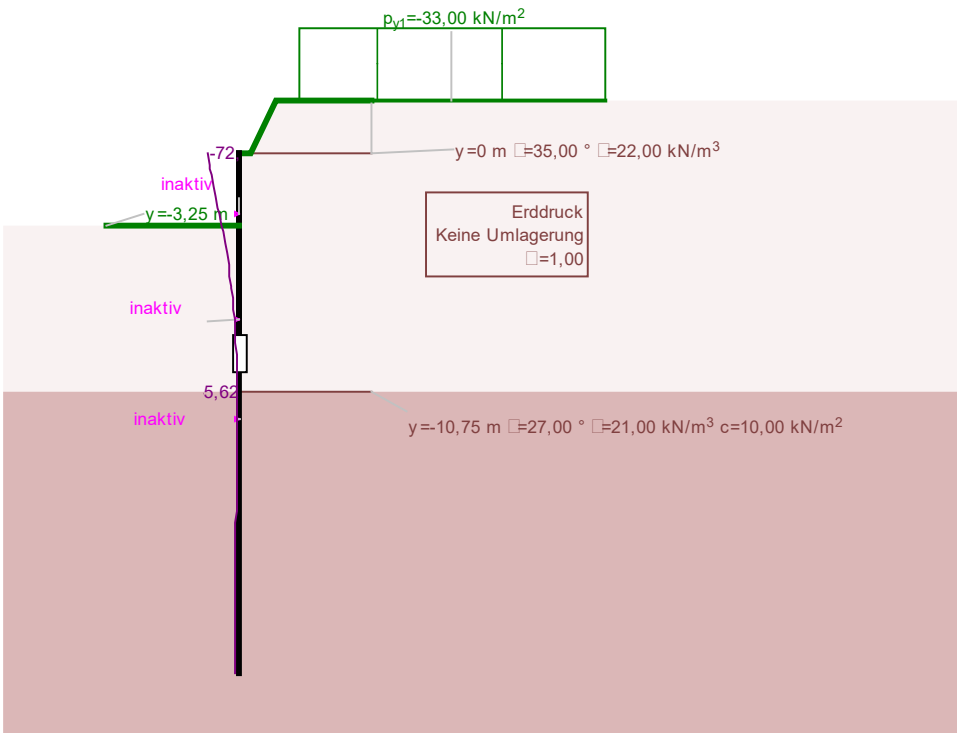 py1=-33,00 kN/m2
-72
y=0 m □=35,00 ° □=22,00 kN/m3
inaktiv
y=-3,25 m
Erddruck
Keine Umlagerung
□=1,00
inaktiv
5,62
inaktiv
y=-10,75 m □=27,00 ° □=21,00 kN/m3 c=10,00 kN/m2